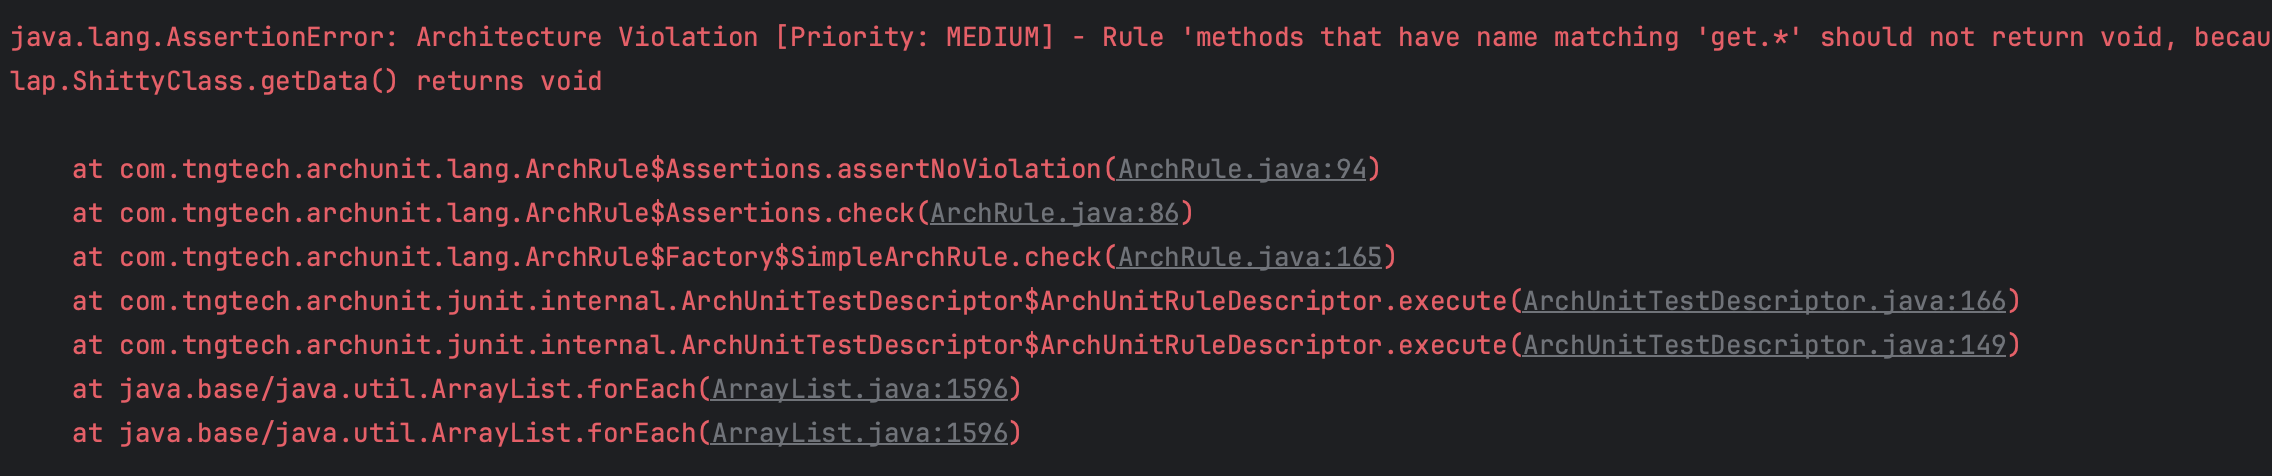 java.lang.AssertionError: Architecture Violation [Priority: MEDIUM] - Rule 'methods that have name matching 'get.*' should not return void, becau
lap.ShittyClass.getData() returns void
at com.tngtech.archunit.lang.ArchRule$Assertions.assertNoViolation(ArchRule.java:94)
at com.tngtech.archunit.lang.ArchRule$Assertions.check(ArchRule.java:86)
at com.tngtech.archunit.lang.ArchRule$Factory$SimpleArchRule.check(ArchRule.java:165)
at com.tngtech.archunit.junit.internal.ArchUnitTestDescriptor$ArchUnitRuleDescriptor.execute(ArchUnitTestDescriptor.java:166)
at com.tngtech.archunit.junit.internal.ArchUnitTestDescriptor$ArchUnitRuleDescriptor.execute(ArchUnitTestDescriptor.java:149)
at java.base/java.util.ArrayList.forEach(ArrayList.java:1596)
at java.base/java.util.ArrayList.forEach(ArrayList.java:1596)